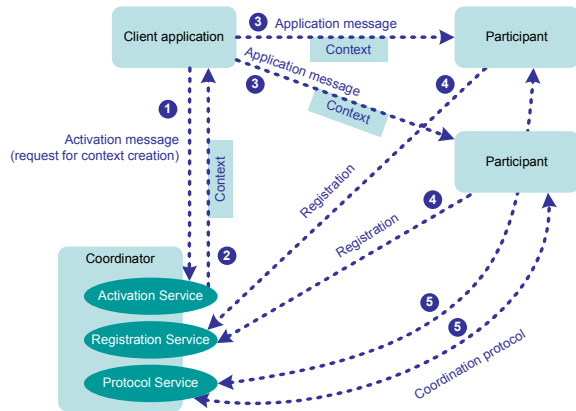 3 Application message
Client application
Participant
Context
Application message
3
4
Context
1
Activation message
(request for context creation)
Context
Participant
Registration
4
Registration
2
Coordinator
Activation Service
5
Registration Service
5
Coordination protocol
Protocol Service